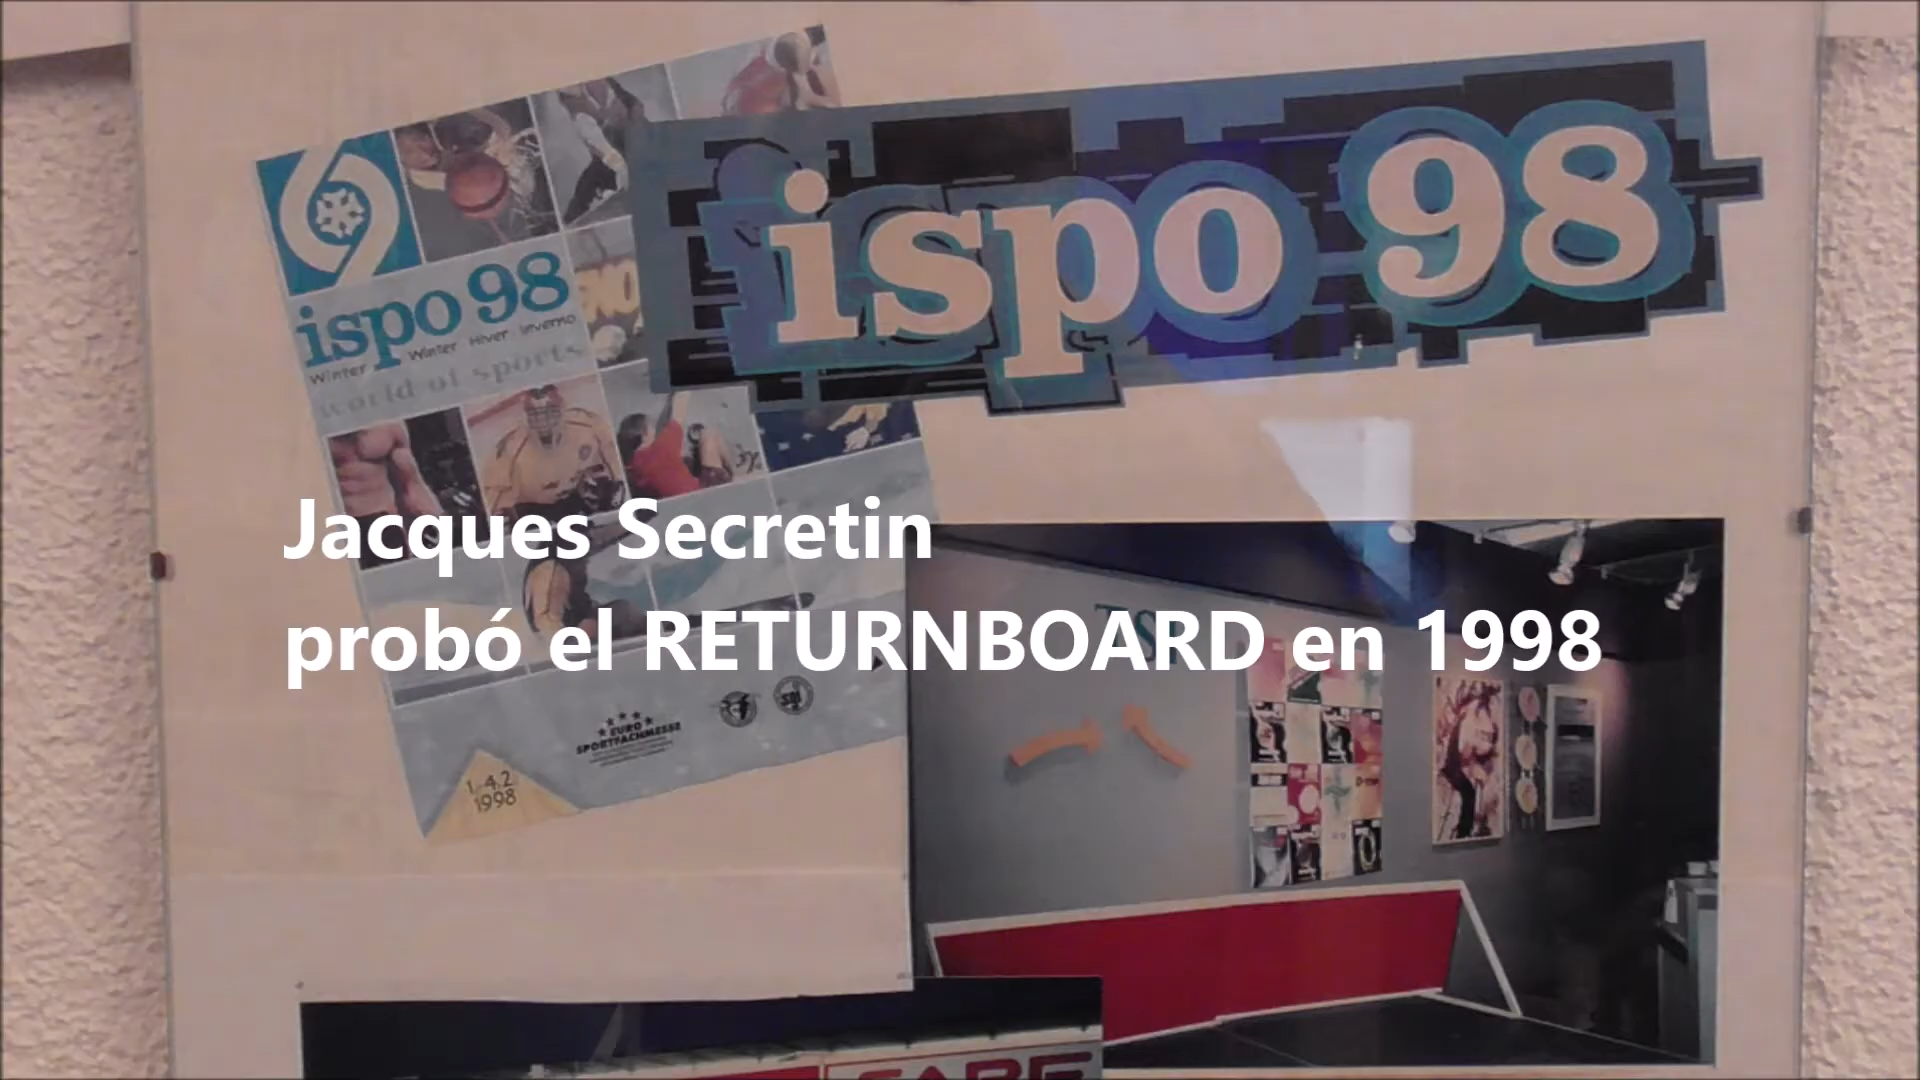 ispo 98
ispo 98
Winter Winter Hiver Inverno
world of sports
Jacques Secretin
probó el RETURNBOARD en 1998
EURO
SPORTFACHMESSE
1.-4.2
1998